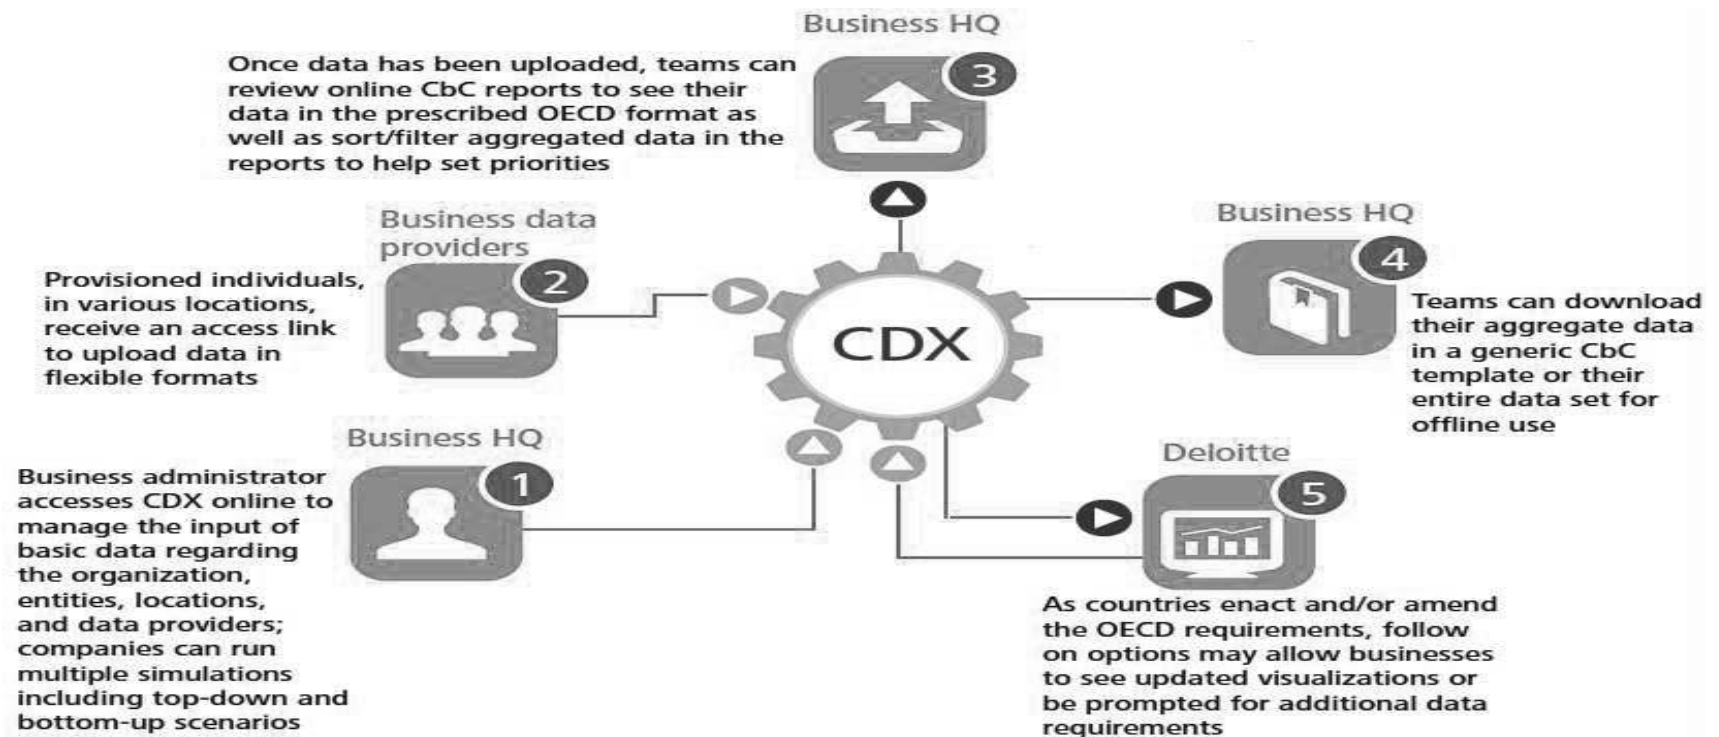 Business HQ
3
Once data has been uploaded, teams can
review online CbC reports to see their
data in the prescribed OECD format as
well as sort/filter aggregated data in the
reports to help set priorities
Business data
providers
2
Provisioned individuals,
in various locations,
receive an access link
to upload data in
flexible formats
CDX
Business HQ
4
Teams can download
their aggregate data
in a generic CbC
template or their
entire data set for
offline use
Business HQ
1
Business administrator
accesses CDX online to
manage the input of
basic data regarding
the organization,
entities, locations,
and data providers;
companies can run
multiple simulations
including top-down and
bottom-up scenarios
Deloitte
5
As countries enact and/or amend
the OECD requirements, follow
on options may allow businesses
to see updated visualizations or
be prompted for additional data
requirements